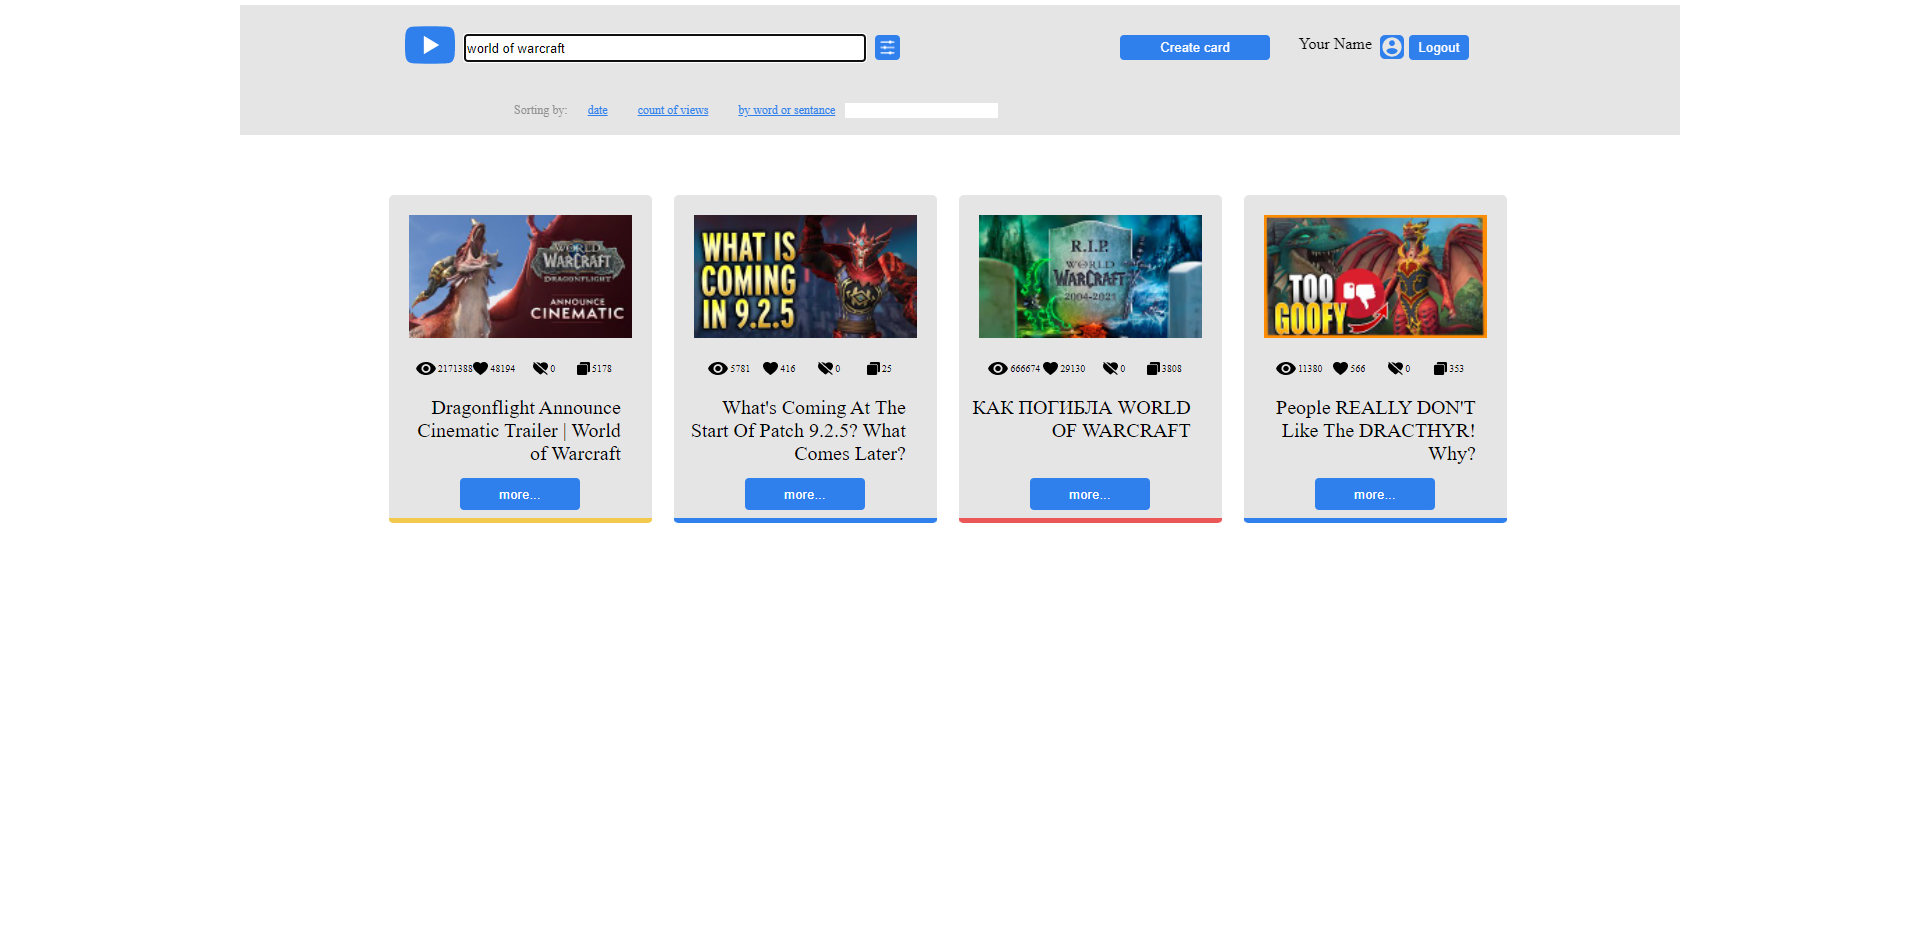 world of warcraft
Create card
Your Name
Logout
Sorting by: date count of views by word or sentance
WORLD
WARCRAFT
DRAGONFLIGHT
ANNOUNCE
CINEMATIC
2171388 48194 0 5178
Dragonflight Announce
Cinematic Trailer | World
of Warcraft
more...
WHAT IS
COMING
IN 9.2.5
5781 416 0 25
What's Coming At The
Start Of Patch 9.2.5? What
Comes Later?
more...
R.I.P.
WORLD
WARCRAFT
2004-2021
666674 29130 0 3808
КАК ПОГИБЛА WORLD
OF WARCRAFT
more...
TOO
GOOFY
11380 566 0 353
People REALLY DON'T
Like The DRACTHYR!
Why?
more...